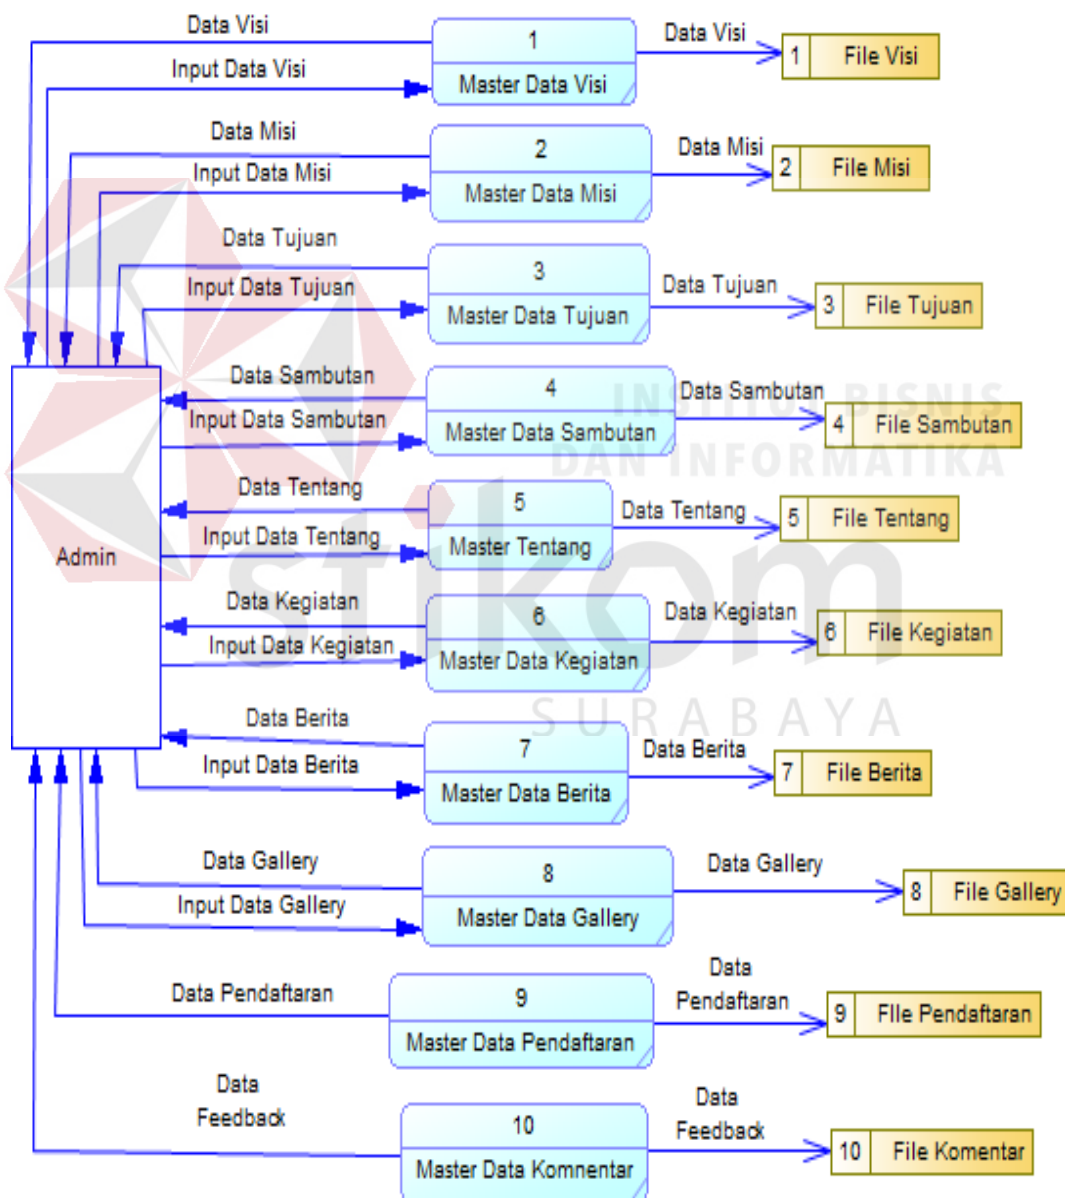 Data Visi
Input Data Visi
1
Master Data Visi
Data Visi
1 File Visi
Data Misi
Input Data Misi
2
Master Data Misi
Data Misi
2 File Misi
Data Tujuan
Input Data Tujuan
3
Master Data Tujuan
Data Tujuan
3 File Tujuan
Data Sambutan
Input Data Sambutan
4
Master Data Sambutan
Data Sambutan
4 File Sambutan
INSTITUT BISNIS
DAN INFORMATIKA
Data Tentang
Input Data Tentang
5
Master Tentang
Data Tentang
5 File Tentang
Admin
stikom
Data Kegiatan
Input Data Kegiatan
6
Master Data Kegiatan
Data Kegiatan
6 File Kegiatan
SURABAYA
Data Berita
Input Data Berita
7
Master Data Berita
Data Berita
7 File Berita
Data Gallery
Input Data Gallery
8
Master Data Gallery
Data Gallery
8 File Gallery
Data Pendaftaran
9
Master Data Pendaftaran
Data
Pendaftaran
9 FIle Pendaftaran
Data
Feedback
10
Master Data Komnentar
Data
Feedback
10 File Komentar